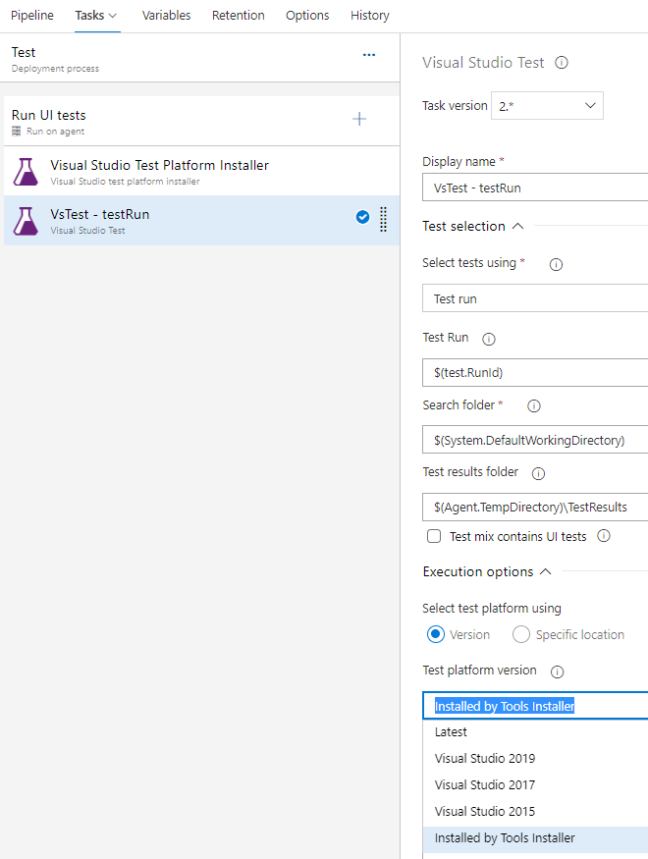 Pipeline Tasks Variables Retention Options History
Test
Deployment process
Run UI tests
Run on agent
Visual Studio Test Platform Installer
Visual Studio test platform installer
VsTest - testRun
Visual Studio Test
Visual Studio Test
Task version 2.*
Display name *
VsTest - testRun
Test selection
Select tests using *
Test run
Test Run
$(test.RunId)
Search folder *
$(System.DefaultWorkingDirectory)
Test results folder
$(Agent.TempDirectory)\TestResults
Test mix contains UI tests
Execution options
Select test platform using
Version Specific location
Test platform version
Installed by Tools Installer
Latest
Visual Studio 2019
Visual Studio 2017
Visual Studio 2015
Installed by Tools Installer